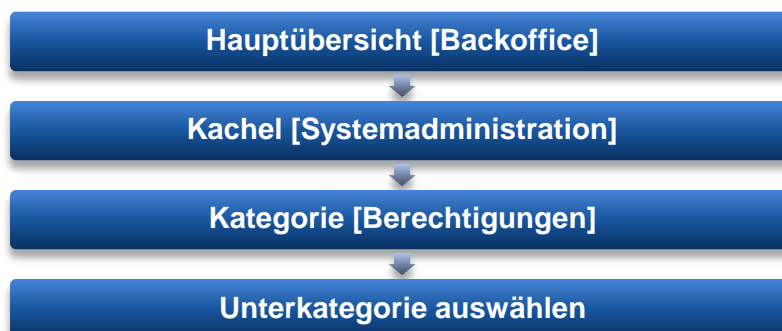 Hauptübersicht [Backoffice]
Kachel [Systemadministration]
Kategorie [Berechtigungen]
Unterkategorie auswählen